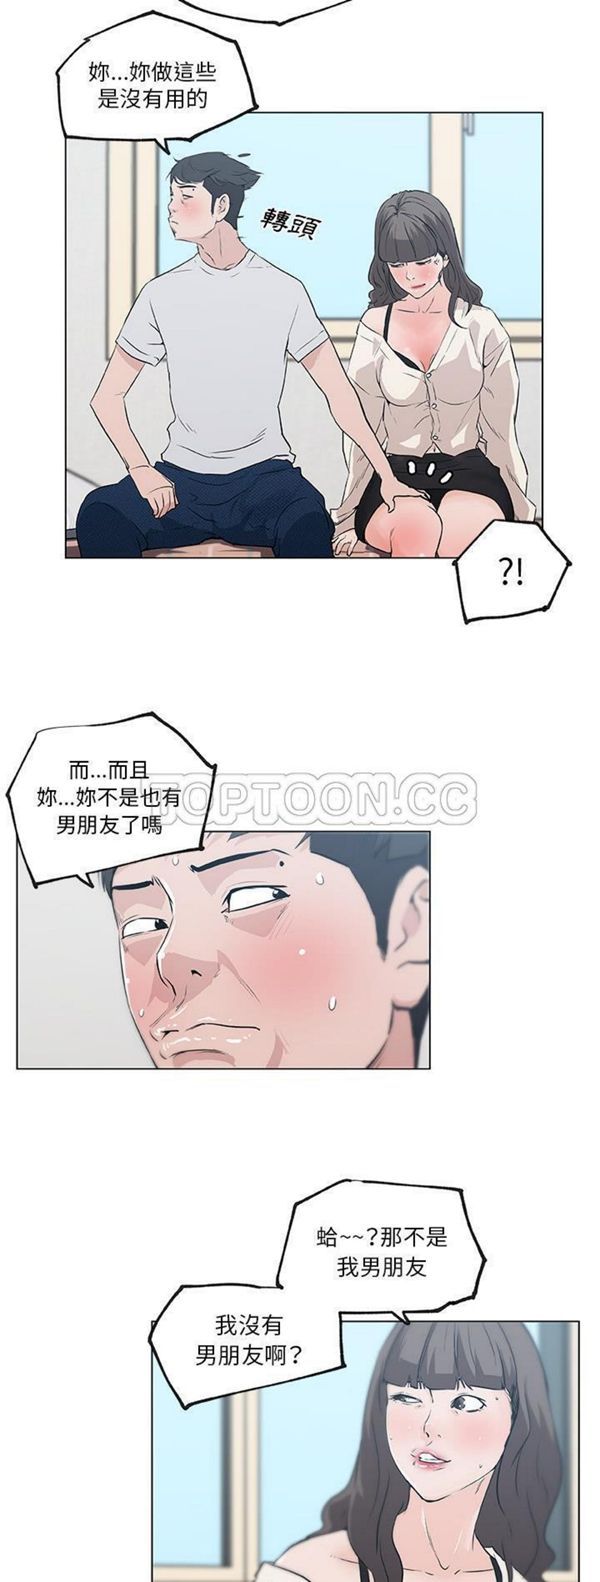 妳...妳做這些
是沒有用的
轉頭
?!
而...而且
妳...妳不是也有
男朋友了嗎
TOPTOON.CC
蛤~~?那不是
我男朋友
我沒有
男朋友啊?